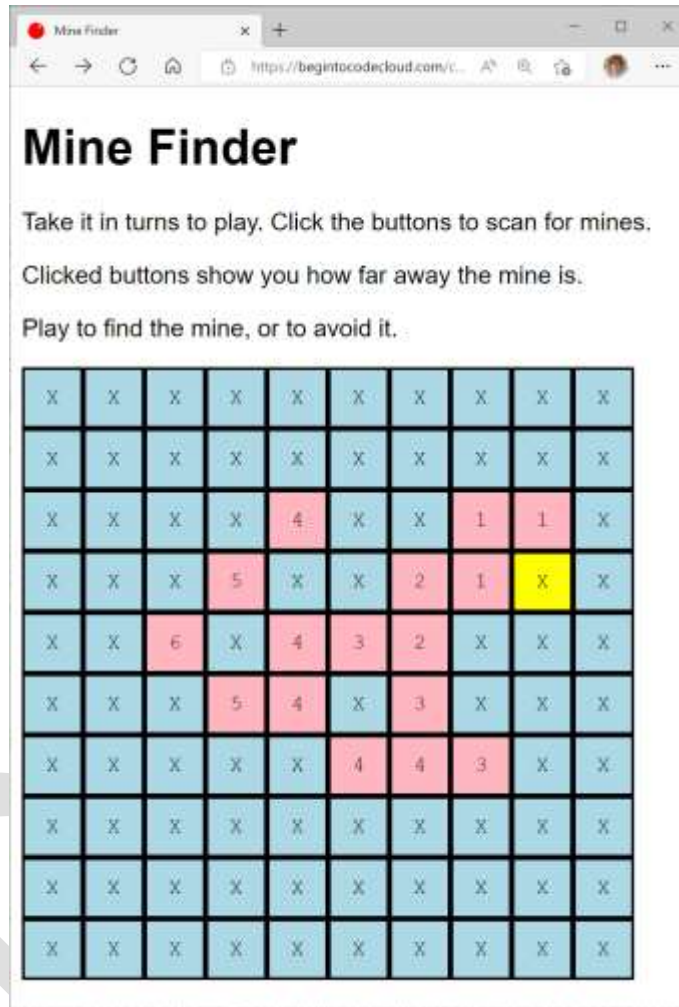 Mine Finder
https://begintocodecloud.com/c...
Mine Finder
Take it in turns to play. Click the buttons to scan for mines.
Clicked buttons show you how far away the mine is.
Play to find the mine, or to avoid it.
X X X X X X X X X X
X X X X X X X X X X
X X X X 4 X X 1 1 X
X X X 5 X X 2 1 X X
X X 6 X 4 3 2 X X X
X X X 5 4 X 3 X X X
X X X X X 4 4 3 X X
X X X X X X X X X X
X X X X X X X X X X
X X X X X X X X X X